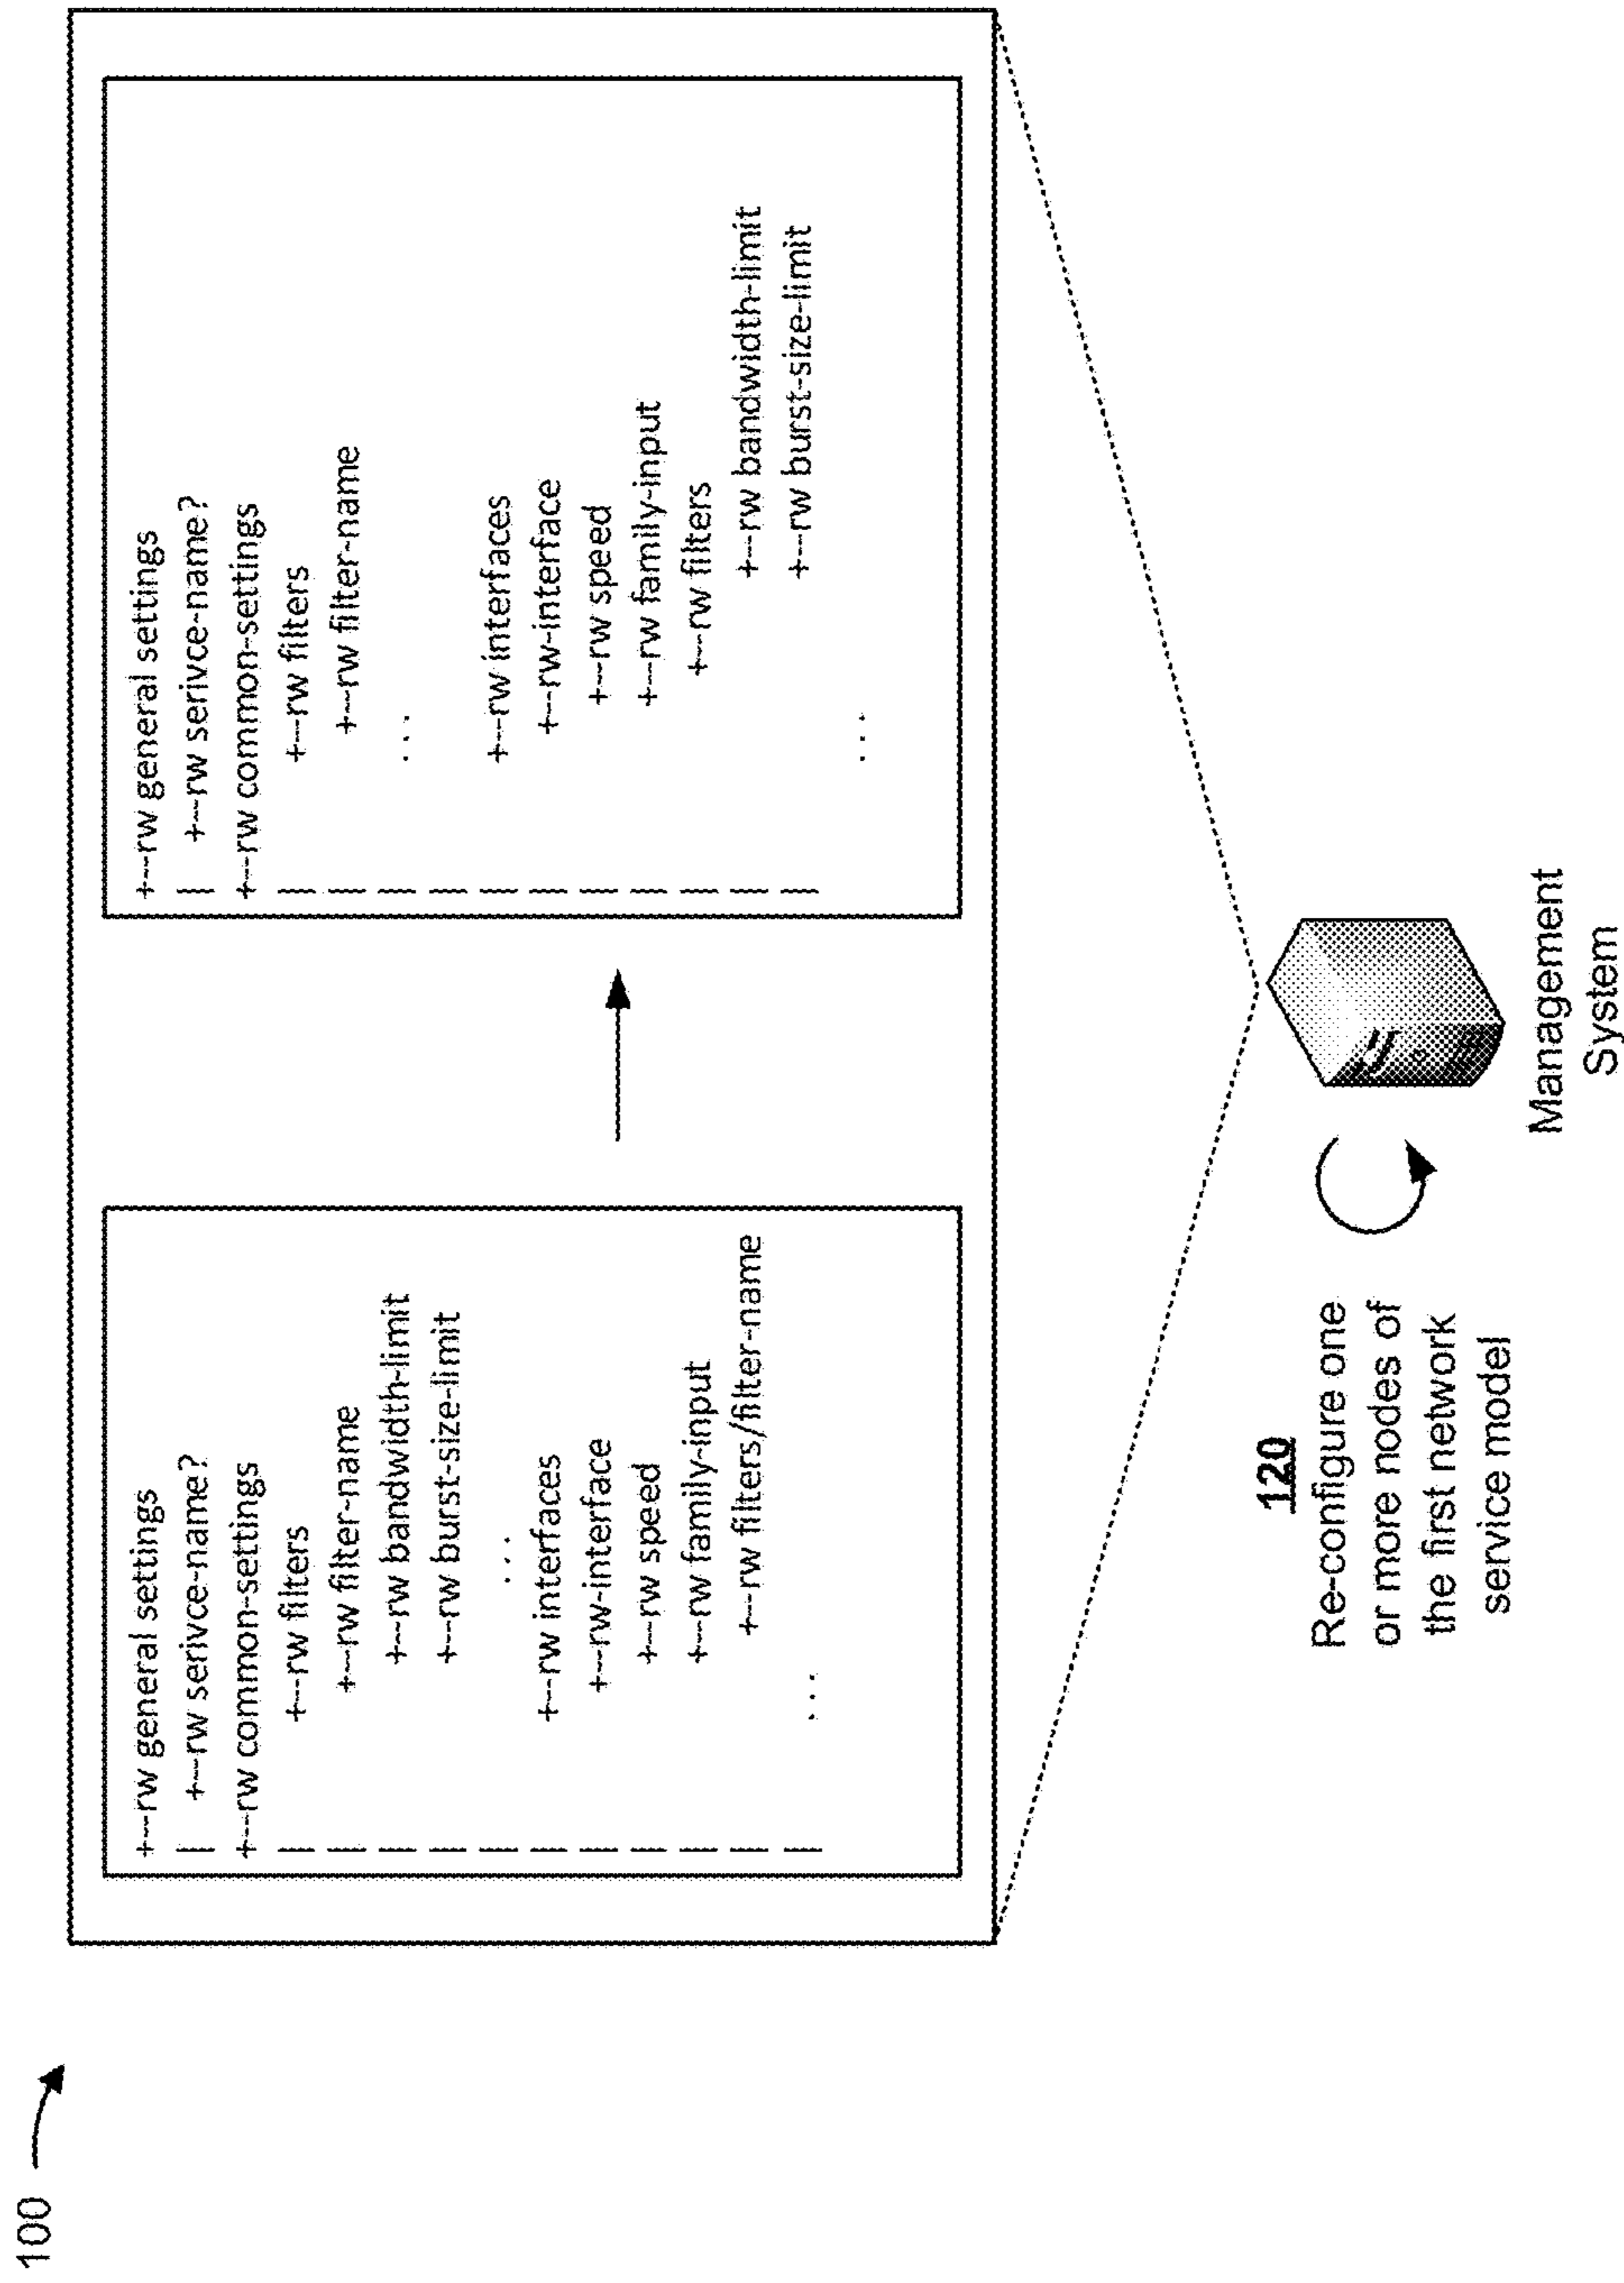 100
+--rw general settings
| +--rw serivce-name?
+--rw common-settings
| +--rw filters
| +--rw filter-name
| +--rw bandwidth-limit
| +--rw burst-size-limit
| ...
| +--rw interfaces
| +--rw-interface
| +--rw speed
| +--rw family-input
| +--rw filters/filter-name
| ...
+--rw general settings
| +--rw serivce-name?
+--rw common-settings
| +--rw filters
| +--rw filter-name
| ...
|
| +--rw interfaces
| +--rw-interface
| +--rw speed
| +--rw family-input
| +--rw filters
| +--rw bandwidth-limit
| +--rw burst-size-limit
...
120
Re-configure one
or more nodes of
the first network
service model
Management
System